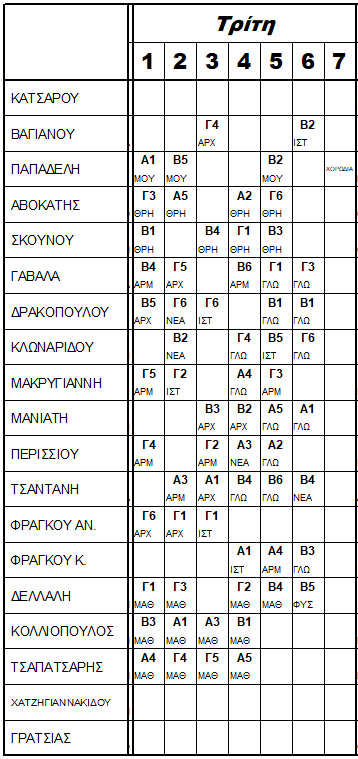 Τρίτη
1 2 3 4 5 6 7
ΚΑΤΣΑΡΟΥ
ΒΑΓΙΑΝΟΥ Γ4 Β2
ΑΡΧ ΙΣΤ
ΠΑΠΑΔΕΛΗ Α1 Β5 Β2 ΧΟΡΩΔΙΑ
ΜΟΥ ΜΟΥ ΜΟΥ
ΑΒΟΚΑΤΗΣ Γ3 Α5 Α2 Γ6
ΘΡΗ ΘΡΗ ΘΡΗ ΘΡΗ
ΣΚΟΥΝΟΥ Β1 Β4 Γ1 Β3
ΘΡΗ ΘΡΗ ΘΡΗ ΘΡΗ
ΓΑΒΑΛΑ Β4 Γ5 Β6 Γ1 Γ3
ΑΡΜ ΑΡΧ ΑΡΜ ΓΛΩ ΓΛΩ
ΔΡΑΚΟΠΟΥΛΟΥ Β5 Γ6 Γ6 Β1 Β1
ΑΡΧ ΝΕΑ ΙΣΤ ΓΛΩ ΓΛΩ
ΚΛΩΝΑΡΙΔΟΥ Β2 Γ4 Β5 Γ6
ΝΕΑ ΓΛΩ ΙΣΤ ΓΛΩ
ΜΑΚΡΥΓΙΑΝΝΗ Γ5 Γ2 Α4 Γ3
ΑΡΜ ΙΣΤ ΓΛΩ ΑΡΜ
ΜΑΝΙΑΤΗ Β3 Β2 Α5 Α1
ΑΡΧ ΑΡΧ ΓΛΩ ΓΛΩ
ΠΕΡΙΣΣΙΟΥ Γ4 Γ2 Α3 Α2
ΑΡΜ ΑΡΜ ΝΕΑ ΓΛΩ
ΤΣΑΝΤΑΝΗ Α3 Α1 Β4 Β6 Β4
ΑΡΜ ΑΡΧ ΓΛΩ ΓΛΩ ΝΕΑ
ΦΡΑΓΚΟΥ ΑΝ. Γ6 Γ1 Γ1
ΑΡΧ ΑΡΧ ΙΣΤ
ΦΡΑΓΚΟΥ Κ. Α1 Α4 Β3
ΙΣΤ ΑΡΜ ΓΛΩ
ΔΕΛΛΑΛΗ Γ1 Γ3 Γ2 Β4 Β5
ΜΑΘ ΜΑΘ ΜΑΘ ΜΑΘ ΦΥΣ
ΚΟΛΛΙΟΠΟΥΛΟΣ Β3 Α1 Α3 Β1
ΜΑΘ ΜΑΘ ΜΑΘ ΜΑΘ
ΤΣΑΠΑΤΣΑΡΗΣ Α4 Γ4 Γ5 Α5
ΜΑΘ ΜΑΘ ΜΑΘ ΜΑΘ
ΧΑΤΖΗΓΙΑΝΝΑΚΙΔΟΥ
ΓΡΑΤΣΙΑΣ